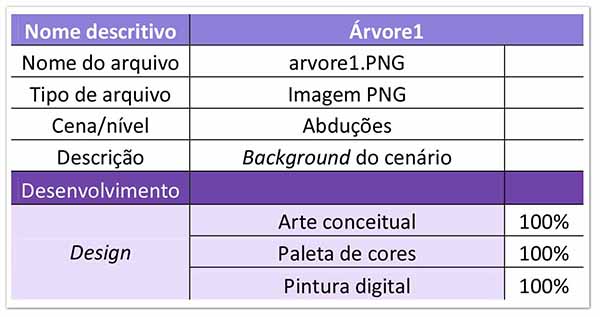 Nome descritivo Árvore1
Nome do arquivo arvore1.PNG
Tipo de arquivo Imagem PNG
Cena/nível Abduções
Descrição Background do cenário
Desenvolvimento
Arte conceitual 100%
Design Paleta de cores 100%
Pintura digital 100%